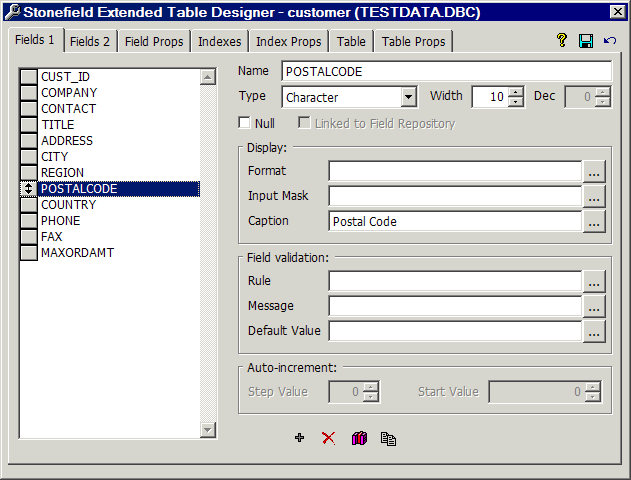 Stonefield Extended Table Designer - customer (TESTDATA.DBC)
Fields 1 Fields 2 Field Props Indexes Index Props Table Table Props
CUST_ID
COMPANY
CONTACT
TITLE
ADDRESS
CITY
REGION
POSTALCODE
COUNTRY
PHONE
FAX
MAXORDAMT
Name POSTALCODE
Type Character Width 10 Dec 0
Null Linked to Field Repository
Display:
Format ...
Input Mask ...
Caption Postal Code ...
Field validation:
Rule ...
Message ...
Default Value ...
Auto-increment:
Step Value 0 Start Value 0